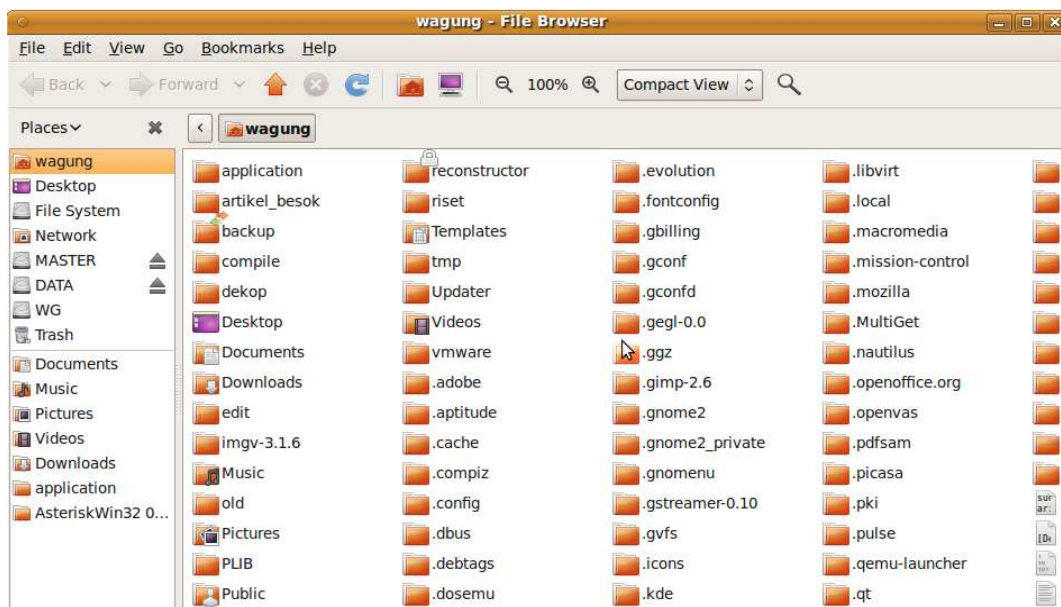 wagung - File Browser
File Edit View Go Bookmarks Help
Back Forward 100% Compact View
Places wagung
wagung
Desktop
File System
Network
MASTER
DATA
WG
Trash
Documents
Music
Pictures
Videos
Downloads
application
AsteriskWin32 0...
application
artikel_besok
backup
compile
dekop
Desktop
Documents
Downloads
edit
imgv-3.1.6
Music
old
Pictures
PLIB
Public
reconstructor
riset
Templates
tmp
Updater
Videos
vmware
.adobe
.aptitude
.cache
.compiz
.config
.dbus
.debtags
.dosemu
.evolution
.fontconfig
.gbilling
.gconf
.gconfd
.gegl-0.0
.ggz
.gimp-2.6
.gnome2
.gnome2_private
.gnomenu
.gstreamer-0.10
.gvfs
.icons
.kde
.libvirt
.local
.macromedia
.mission-control
.mozilla
.MultiGet
.nautilus
.openoffice.org
.openvas
.pdfsam
.picasa
.pki
.pulse
.qemu-launcher
.qt